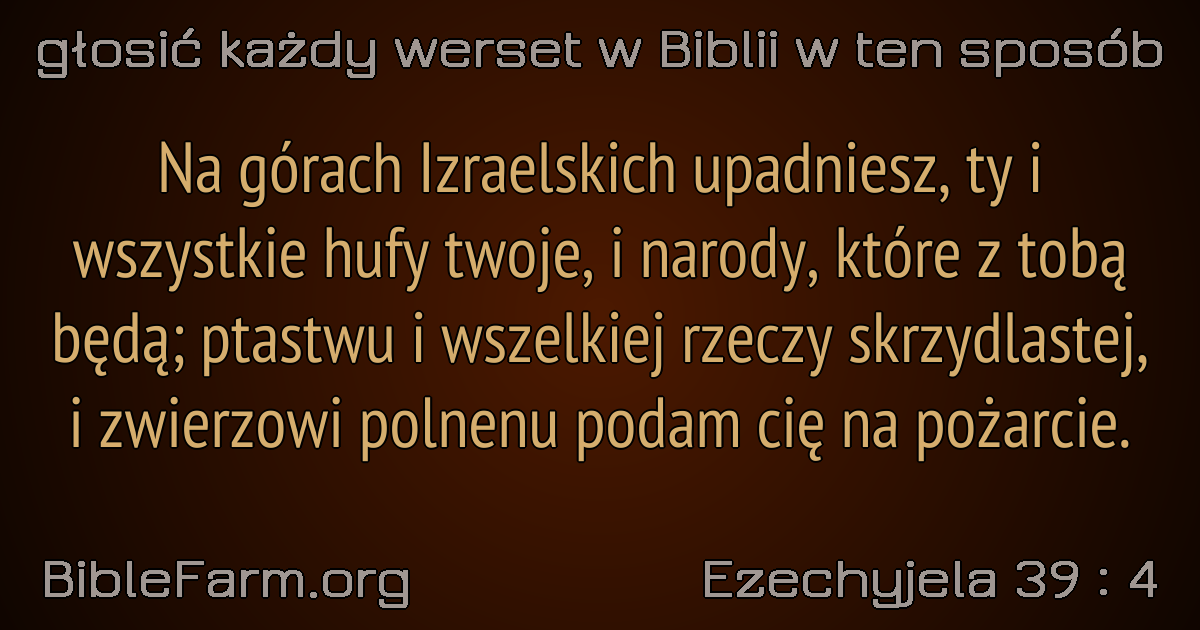 głosić każdy werset w Biblii w ten sposób
Na górach Izraelskich upadniesz, ty i
wszystkie hufy twoje, i narody, które z tobą
będą; ptastwu i wszelkiej rzeczy skrzydlastej,
i zwierzowi polnenu podam cię na pożarcie.
BibleFarm.org
Ezechyjela 39 : 4